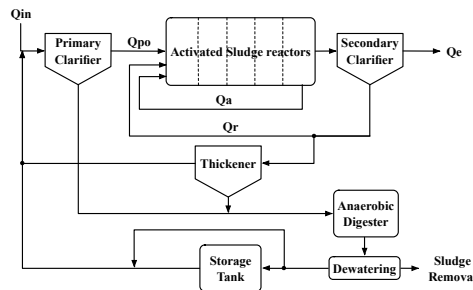 Qin
Primary
Clarifier
Qpo
Activated Sludge reactors
Secondary
Clarifier
Qe
Qa
Qr
Thickener
Anaerobic
Digester
Storage
Tank
Dewatering
Sludge
Remova